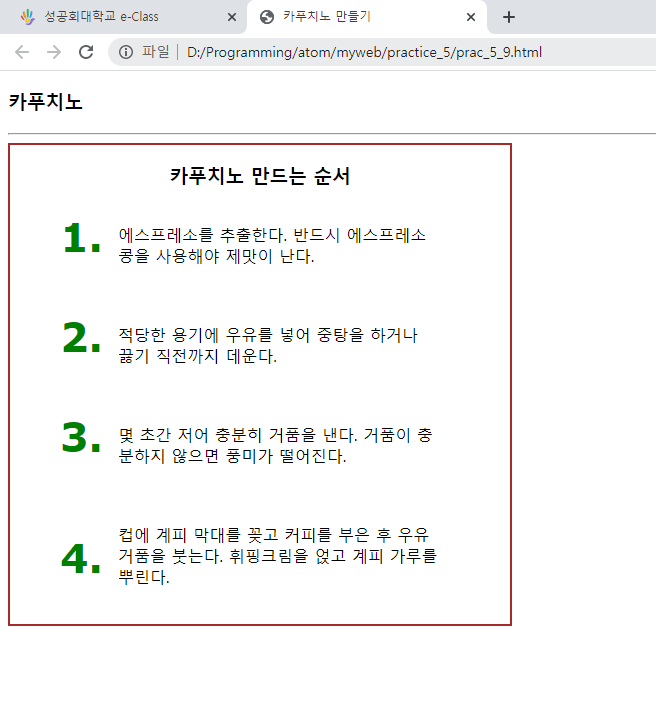 성공회대학교 e-Class
카푸치노 만들기
파일
D:/Programming/atom/myweb/practice_5/prac_5_9.html
카푸치노
카푸치노 만드는 순서
1. 에스프레소를 추출한다. 반드시 에스프레소
콩을 사용해야 제맛이 난다.
2. 적당한 용기에 우유를 넣어 중탕을 하거나
끓기 직전까지 데운다.
3. 몇 초간 저어 충분히 거품을 낸다. 거품이 충
분하지 않으면 풍미가 떨어진다.
컵에 계피 막대를 꽂고 커피를 부은 후 우유
4. 거품을 붓는다. 휘핑크림을 얹고 계피 가루를
뿌린다.